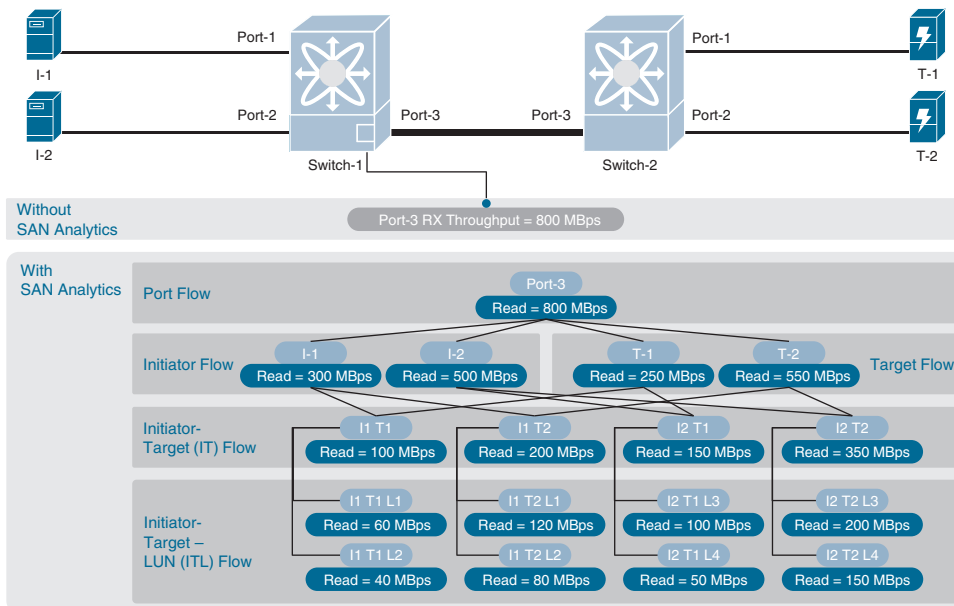 Port-1
Port-1
I-1
T-1
Port-2
Port-3
Port-3
Port-2
I-2
Switch-1
Switch-2
T-2
Without
SAN Analytics
Port-3 RX Throughput = 800 MBps
With
SAN Analytics
Port Flow
Port-3
Read = 800 MBps
Initiator Flow
I-1
Read = 300 MBps
I-2
Read = 500 MBps
T-1
Read = 250 MBps
T-2
Read = 550 MBps
Target Flow
Initiator-
Target (IT) Flow
I1 T1
Read = 100 MBps
I1 T2
Read = 200 MBps
I2 T1
Read = 150 MBps
I2 T2
Read = 350 MBps
Initiator-
Target –
LUN (ITL) Flow
I1 T1 L1
Read = 60 MBps
I1 T2 L1
Read = 120 MBps
I2 T1 L3
Read = 100 MBps
I2 T2 L3
Read = 200 MBps
I1 T1 L2
Read = 40 MBps
I1 T2 L2
Read = 80 MBps
I2 T1 L4
Read = 50 MBps
I2 T2 L4
Read = 150 MBps